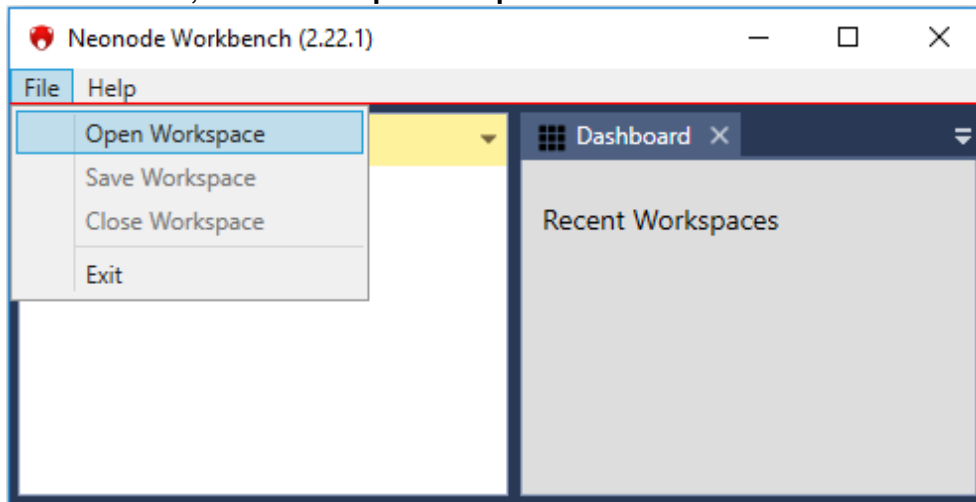 Neonode Workbench (2.22.1)
File Help
Open Workspace
Dashboard
Save Workspace
Close Workspace
Recent Workspaces
Exit